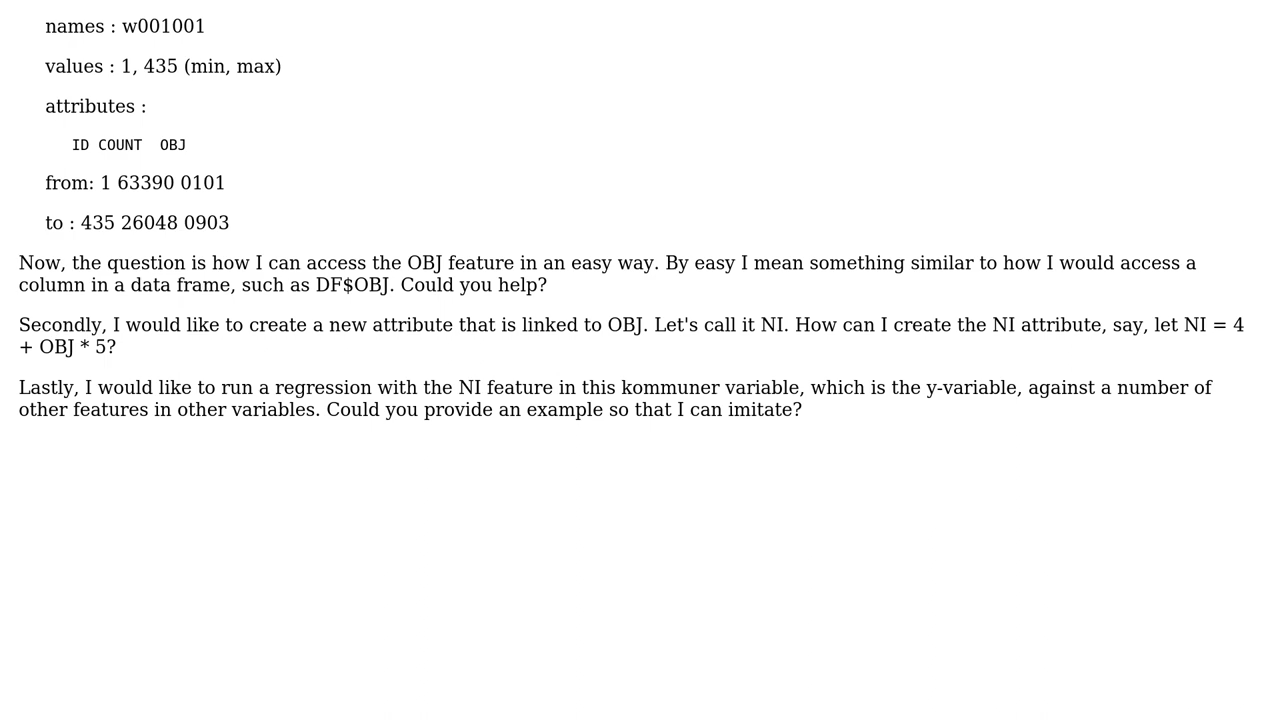 names : w001001
values : 1, 435 (min, max)
attributes :
ID COUNT  OBJ
from: 1 63390 0101
to : 435 26048 0903
Now, the question is how I can access the OBJ feature in an easy way. By easy I mean something similar to how I would access a
column in a data frame, such as DF$OBJ. Could you help?
Secondly, I would like to create a new attribute that is linked to OBJ. Let's call it NI. How can I create the NI attribute, say, let NI = 4
+ OBJ * 5?
Lastly, I would like to run a regression with the NI feature in this kommuner variable, which is the y-variable, against a number of
other features in other variables. Could you provide an example so that I can imitate?